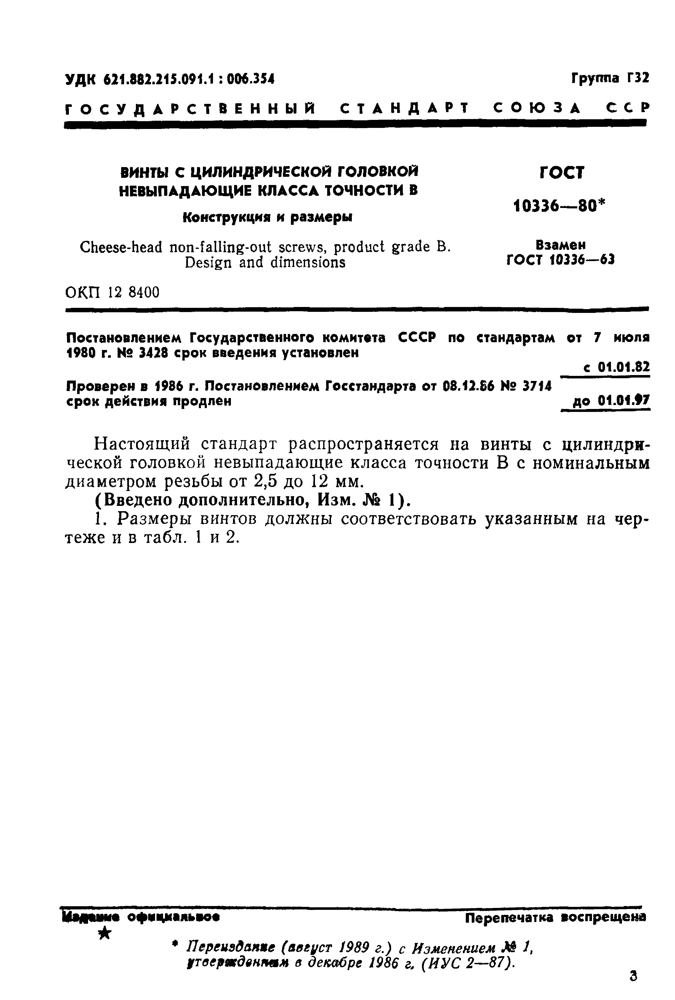 УДК 621.882.215.091.1 : 006.354
Группа Г32
ГОСУДАРСТВЕННЫЙ СТАНДАРТ СОЮЗА ССР
ВИНТЫ С ЦИЛИНДРИЧЕСКОЙ ГОЛОВКОЙ
НЕВЫПАДАЮЩИЕ КЛАССА ТОЧНОСТИ В
Конструкция и размеры
Cheese-head non-falling-out screws, product grade B.
Design and dimensions
ГОСТ
10336—80*
Взамен
ГОСТ 10336—63
ОКП 12 8400
Постановлением Государственного комитета СССР по стандартам от 7 июля
1980 г. № 3428 срок введения установлен
с 01.01.82
Проверен в 1986 г. Постановлением Госстандарта от 08.12.86 № 3714
срок действия продлен
до 01.01.97
Настоящий стандарт распространяется на винты с цилиндри-
ческой головкой невыпадающие класса точности В с номинальным
диаметром резьбы от 2,5 до 12 мм.
(Введено дополнительно, Изм. № 1).
1. Размеры винтов должны соответствовать указанным на чер-
теже и в табл. 1 и 2.
Издание официальное
Перепечатка воспрещена
★
* Переиздание (август 1989 г.) с Изменением № 1,
утвержденным в декабре 1986 г. (ИУС 2—87).
3